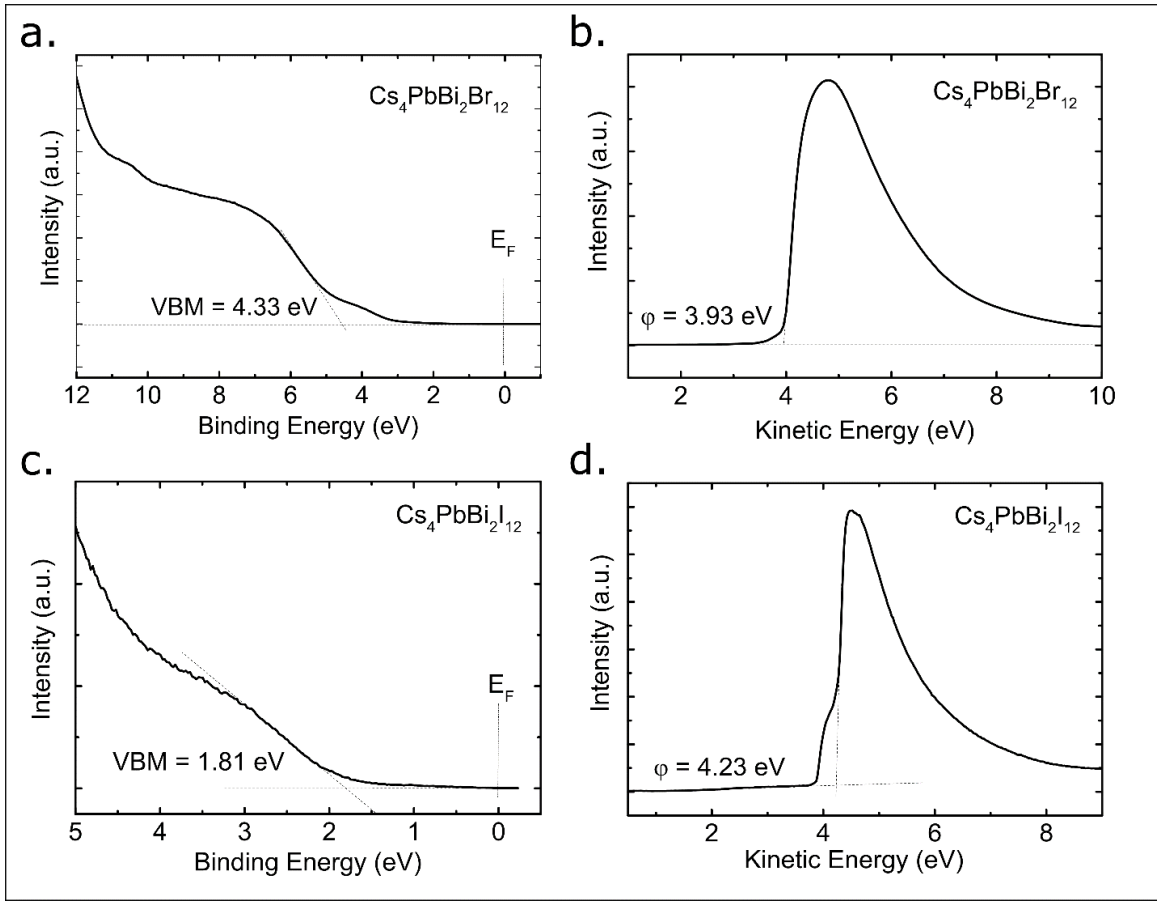 a.
Cs4PbBi2Br12
EF
VBM = 4.33 eV
Intensity (a.u.)
12 10 8 6 4 2 0
Binding Energy (eV)
b.
Cs4PbBi2Br12
φ = 3.93 eV
Intensity (a.u.)
2 4 6 8 10
Kinetic Energy (eV)
c.
Cs4PbBi2I12
EF
VBM = 1.81 eV
Intensity (a.u.)
5 4 3 2 1 0
Binding Energy (eV)
d.
Cs4PbBi2I12
φ = 4.23 eV
Intensity (a.u.)
2 4 6 8
Kinetic Energy (eV)